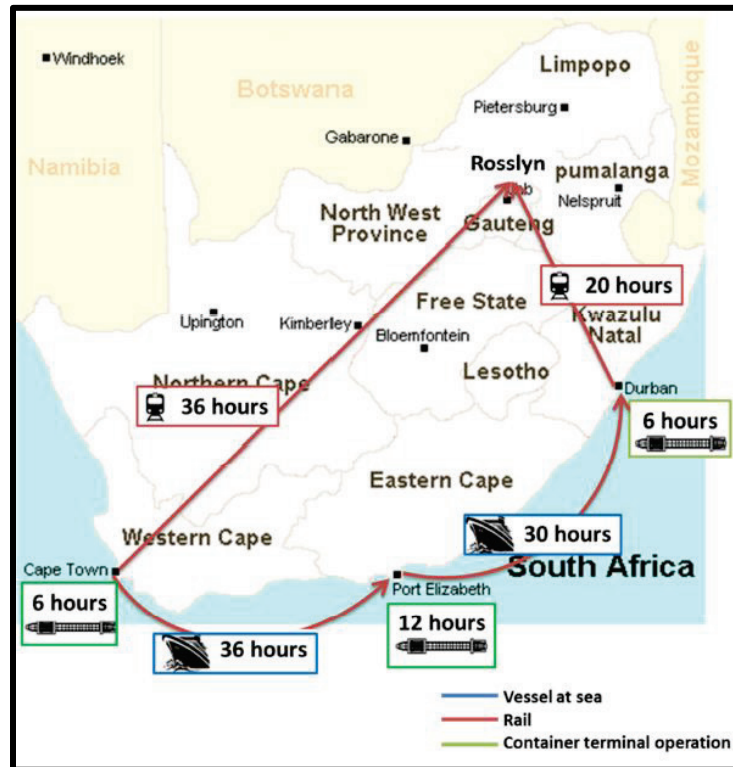 Windhoek
Limpopo
Botswana
Pietersburg
Mozambique
Gabarone
Namibia
Rosslyn
pumalanga
Nelspruit
North West
Province
Gauteng
20 hours
Free State
Kwazulu
Natal
Upington
Kimberley
Bloemfontein
Lesotho
Northern Cape
36 hours
Durban
6 hours
Eastern Cape
Western Cape
30 hours
South Africa
Cape Town
Port Elizabeth
6 hours
12 hours
36 hours
Vessel at sea
Rail
Container terminal operation